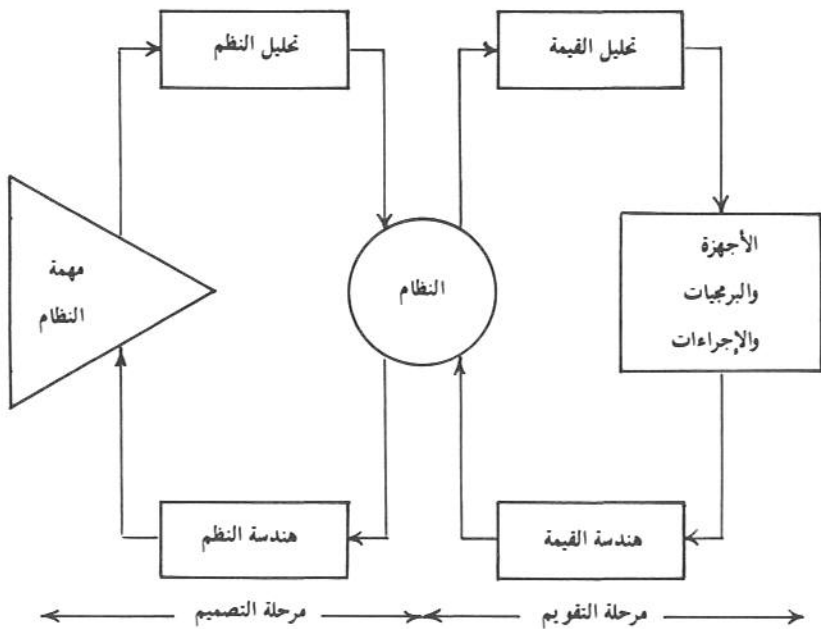 تحليل النظم
تحليل القيمة
مهمة
النظام
النظام
الأجهزة
والبرمجيات
والإجراءات
هندسة النظم
هندسة القيمة
مرحلة التصميم
مرحلة التقويم